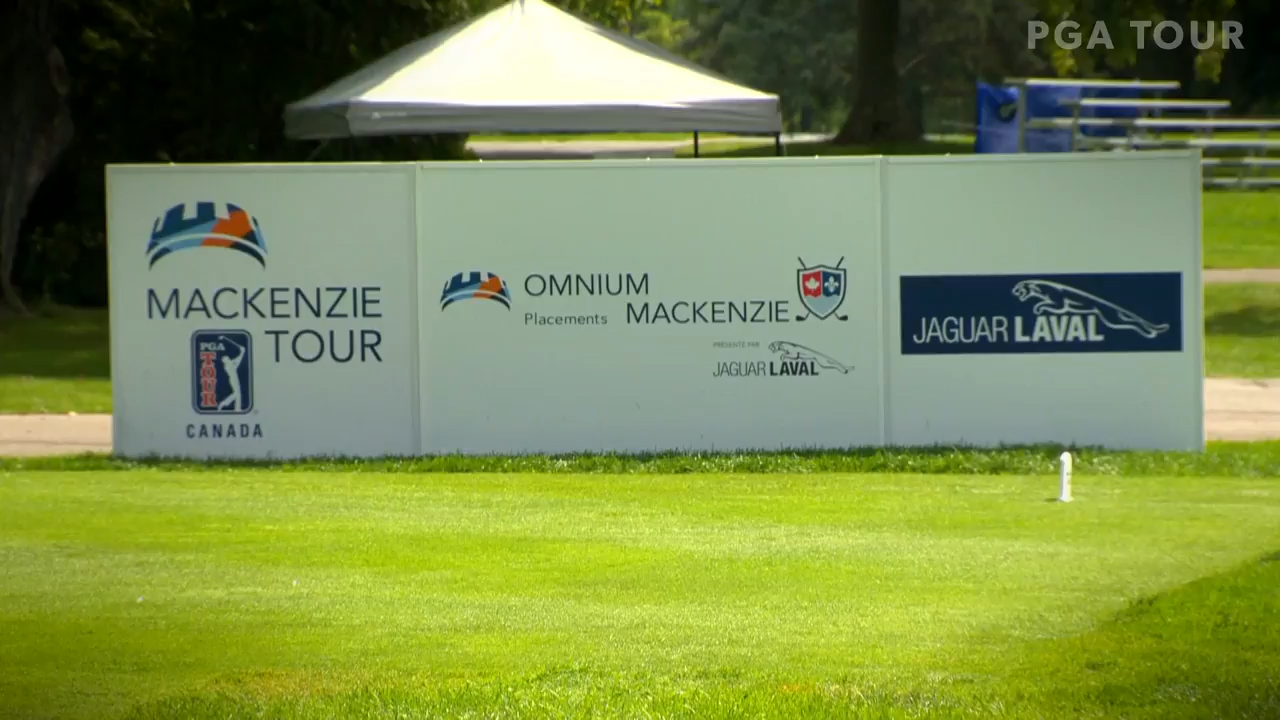 PGA TOUR
MACKENZIE
TOUR
PGA
TOUR
CANADA
OMNIUM
Placements MACKENZIE
PRÉSENTÉ PAR
JAGUAR LAVAL
JAGUAR LAVAL